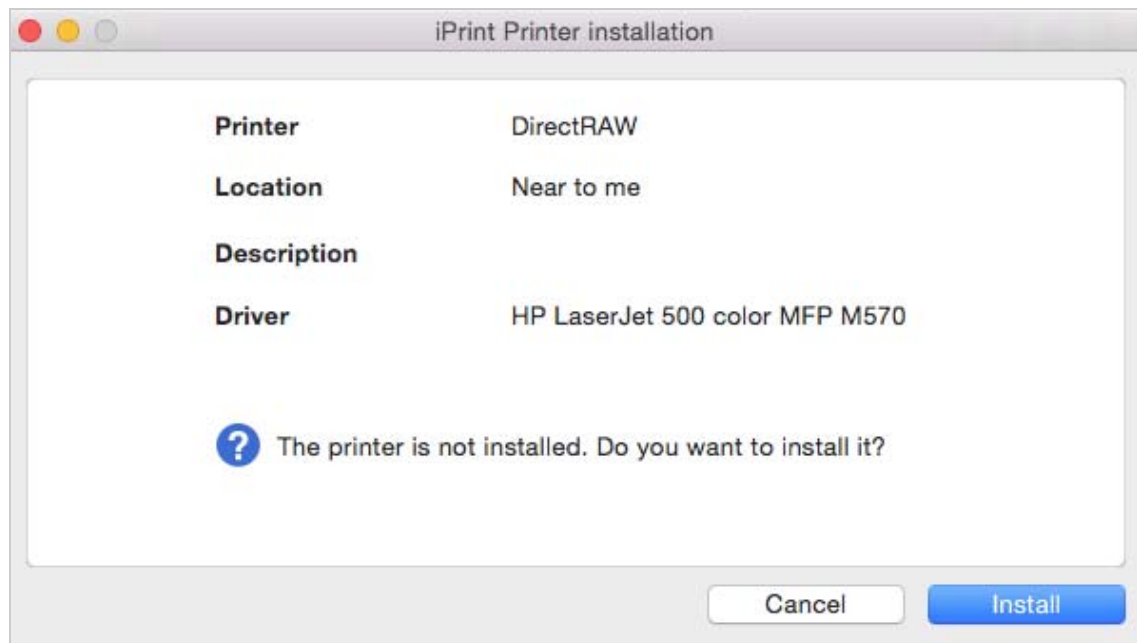 iPrint Printer installation
Printer DirectRAW
Location Near to me
Description
Driver HP LaserJet 500 color MFP M570
? The printer is not installed. Do you want to install it?
Cancel Install